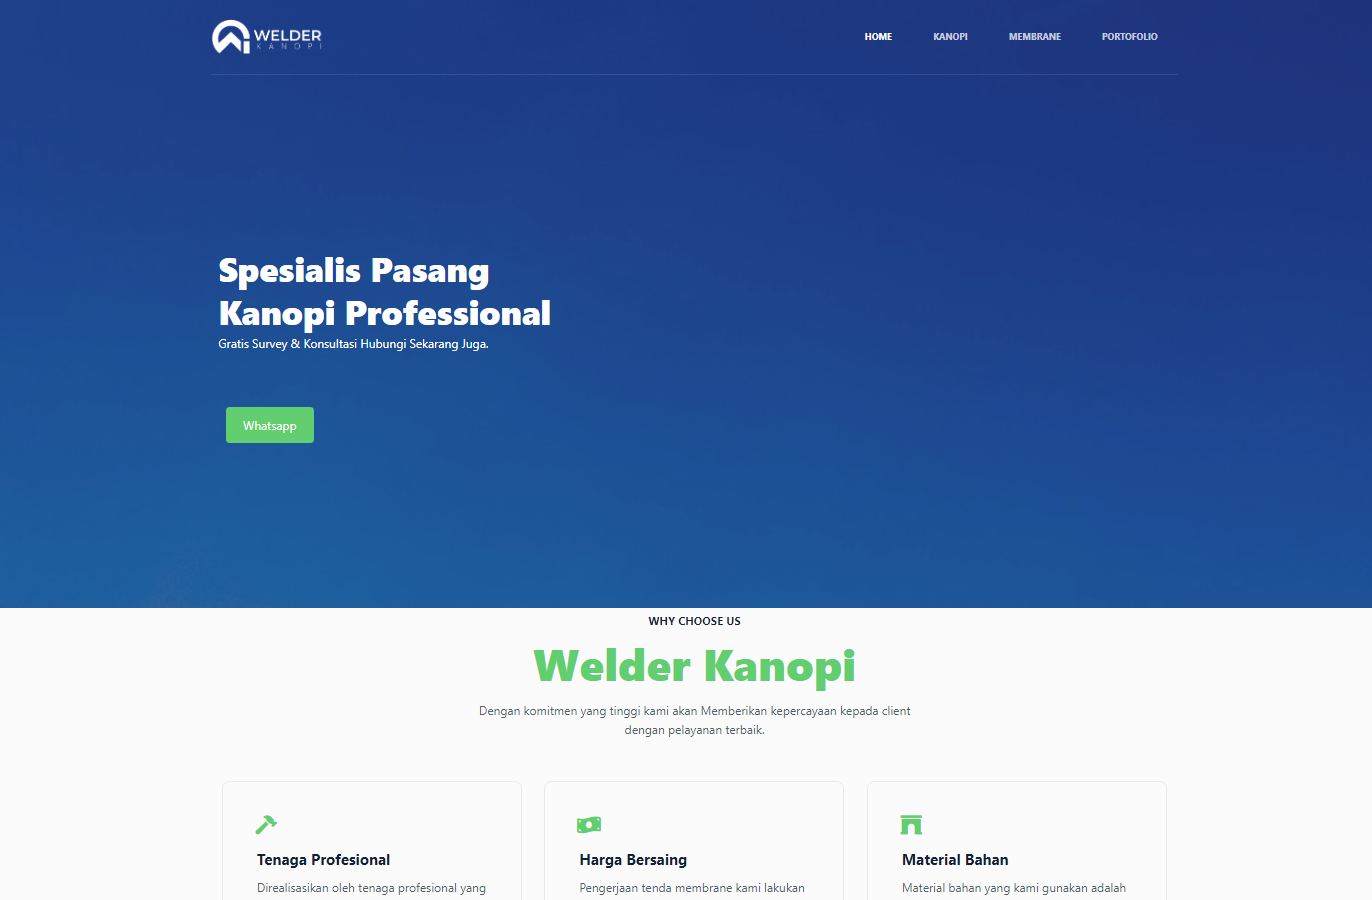 WELDER
KANOPI
HOME
KANOPI
MEMBRANE
PORTOFOLIO
Spesialis Pasang
Kanopi Professional
Gratis Survey & Konsultasi Hubungi Sekarang Juga.
Whatsapp
WHY CHOOSE US
Welder Kanopi
Dengan komitmen yang tinggi kami akan Memberikan kepercayaan kepada client
dengan pelayanan terbaik.
Tenaga Profesional
Direalisasikan oleh tenaga profesional yang
Harga Bersaing
Pengerjaan tenda membrane kami lakukan
Material Bahan
Material bahan yang kami gunakan adalah